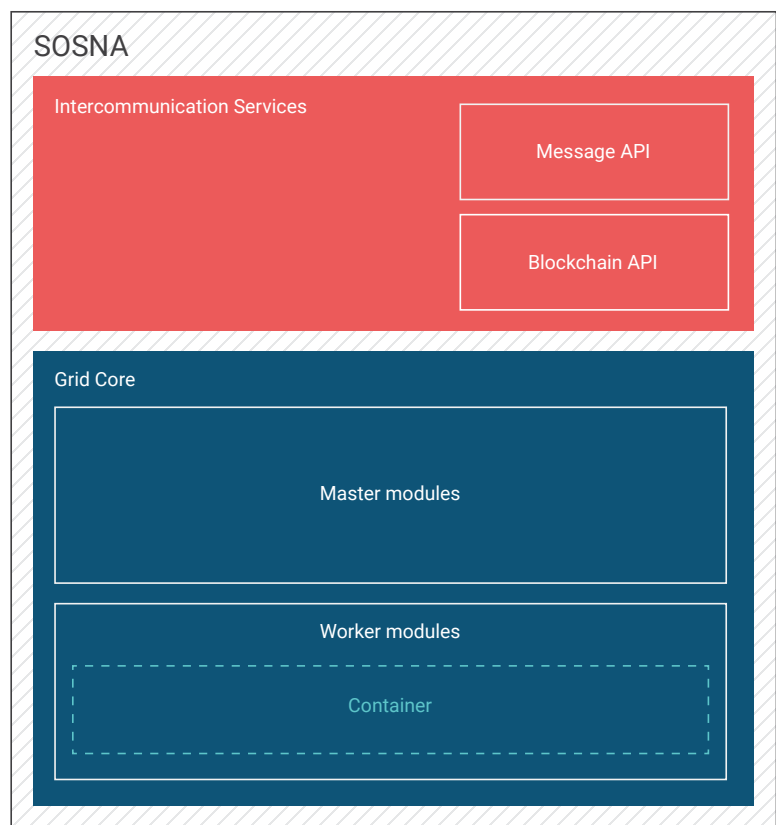 SOSNA
Intercommunication Services
Message API
Blockchain API
Grid Core
Master modules
Worker modules
Container